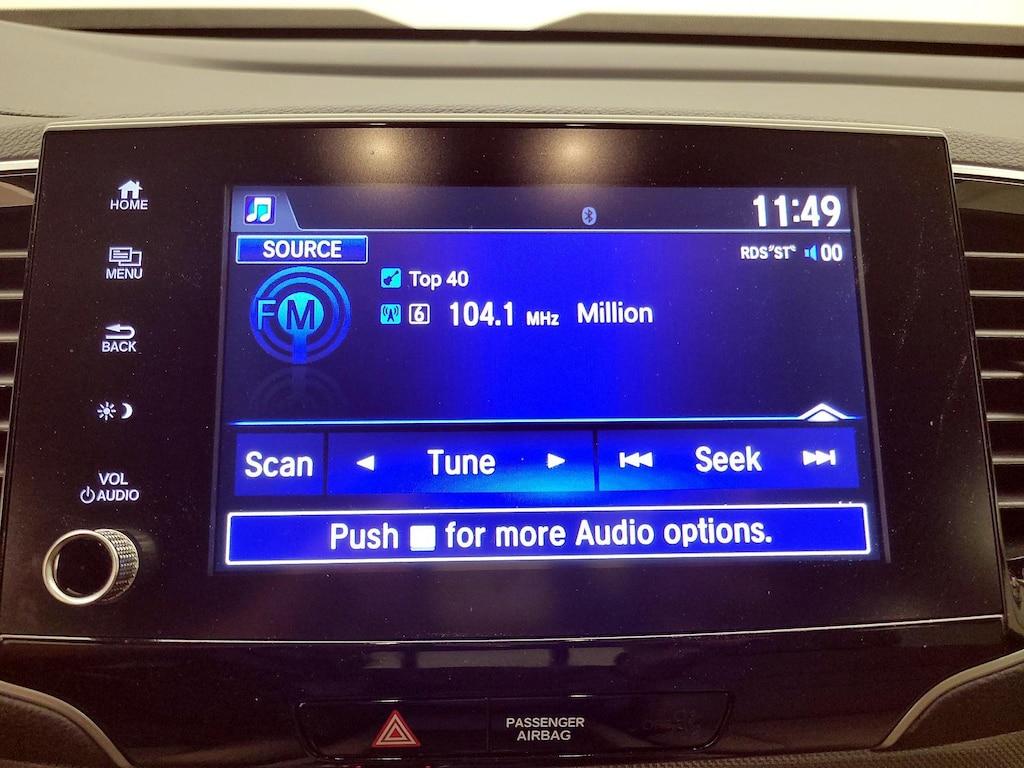 HOME
MENU
BACK
VOL
AUDIO
11:49
SOURCE
RDS "ST" 00
FM
Top 40
6 104.1 MHz Million
Scan
Tune
Seek
Push for more Audio options.
PASSENGER
AIRBAG